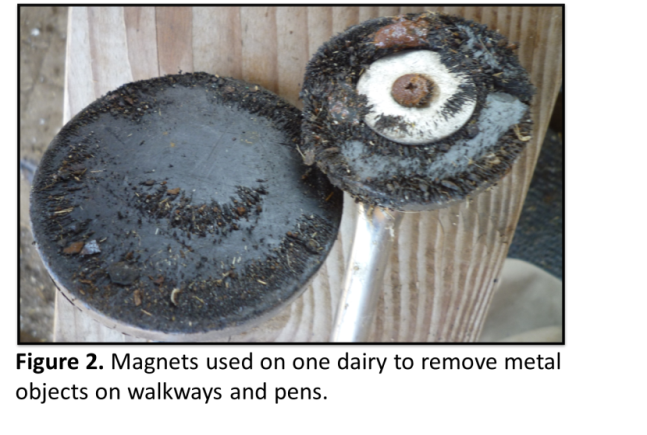 Figure 2. Magnets used on one dairy to remove metal
objects on walkways and pens.